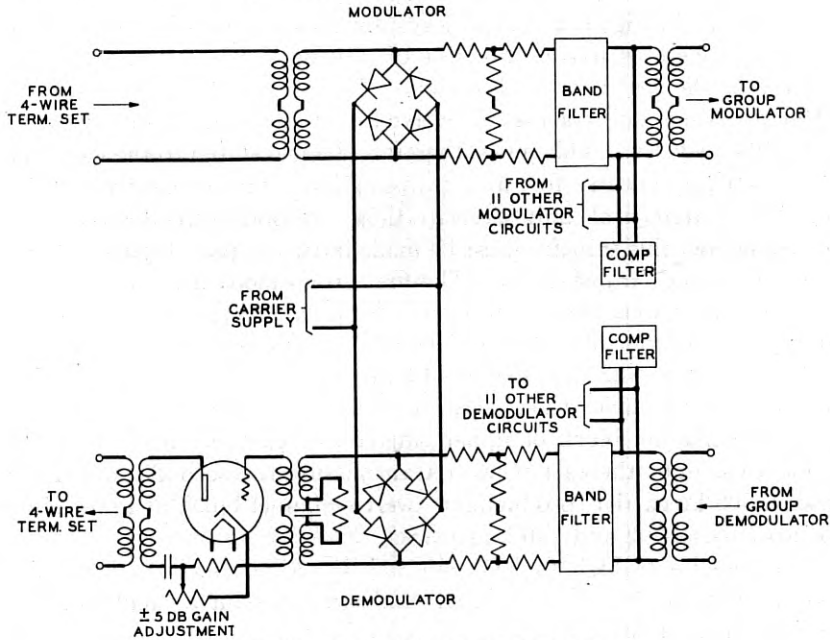 MODULATOR
FROM
4-WIRE
TERM. SET
BAND
FILTER
TO
GROUP
MODULATOR
FROM
11 OTHER
MODULATOR
CIRCUITS
COMP
FILTER
FROM
CARRIER
SUPPLY
COMP
FILTER
TO
11 OTHER
DEMODULATOR
CIRCUITS
TO
4-WIRE
TERM. SET
BAND
FILTER
FROM
GROUP
DEMODULATOR
± 5 DB GAIN
ADJUSTMENT
DEMODULATOR